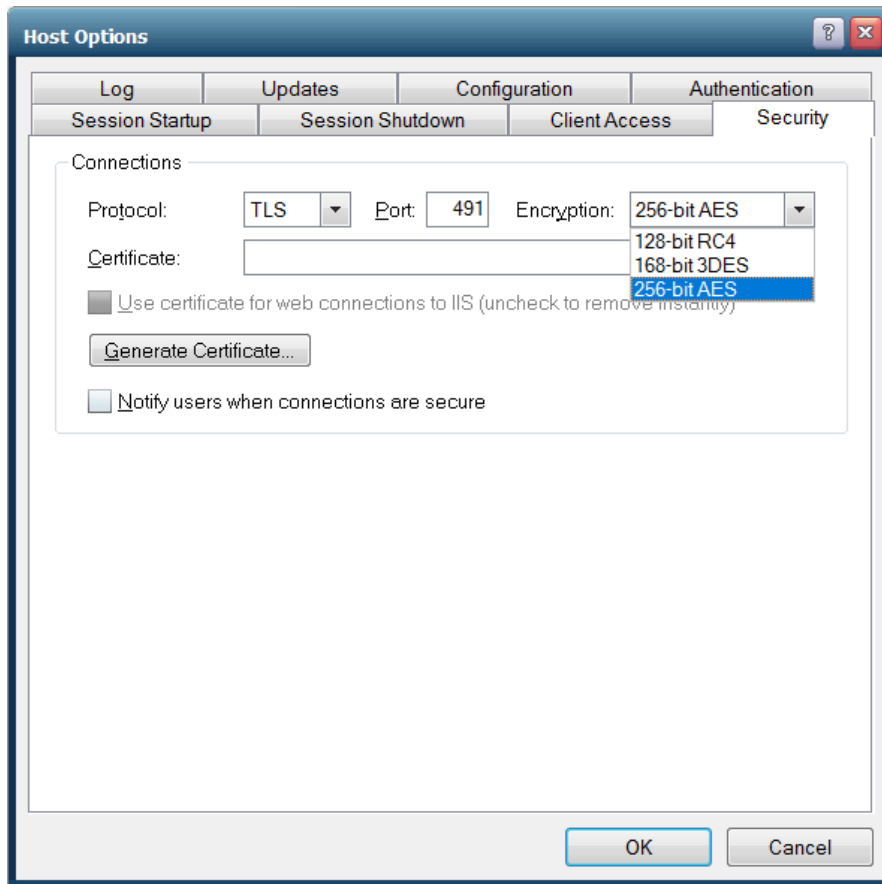 Host Options
Log Updates Configuration Authentication
Session Startup Session Shutdown Client Access Security
Connections
Protocol: TLS Port: 491 Encryption: 256-bit AES
128-bit RC4
Certificate: 168-bit 3DES
256-bit AES
Use certificate for web connections to IIS (uncheck to remove instantly)
Generate Certificate...
Notify users when connections are secure
OK Cancel